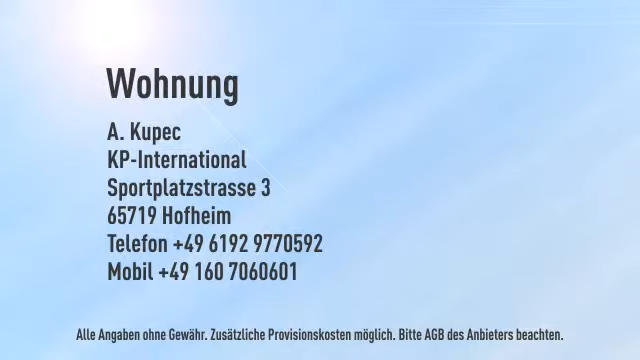 Wohnung
A. Kupec
KP-International
Sportplatzstrasse 3
65719 Hofheim
Telefon +49 6192 9770592
Mobil +49 160 7060601
Alle Angaben ohne Gewähr. Zusätzliche Provisionskosten möglich. Bitte AGB des Anbieters beachten.